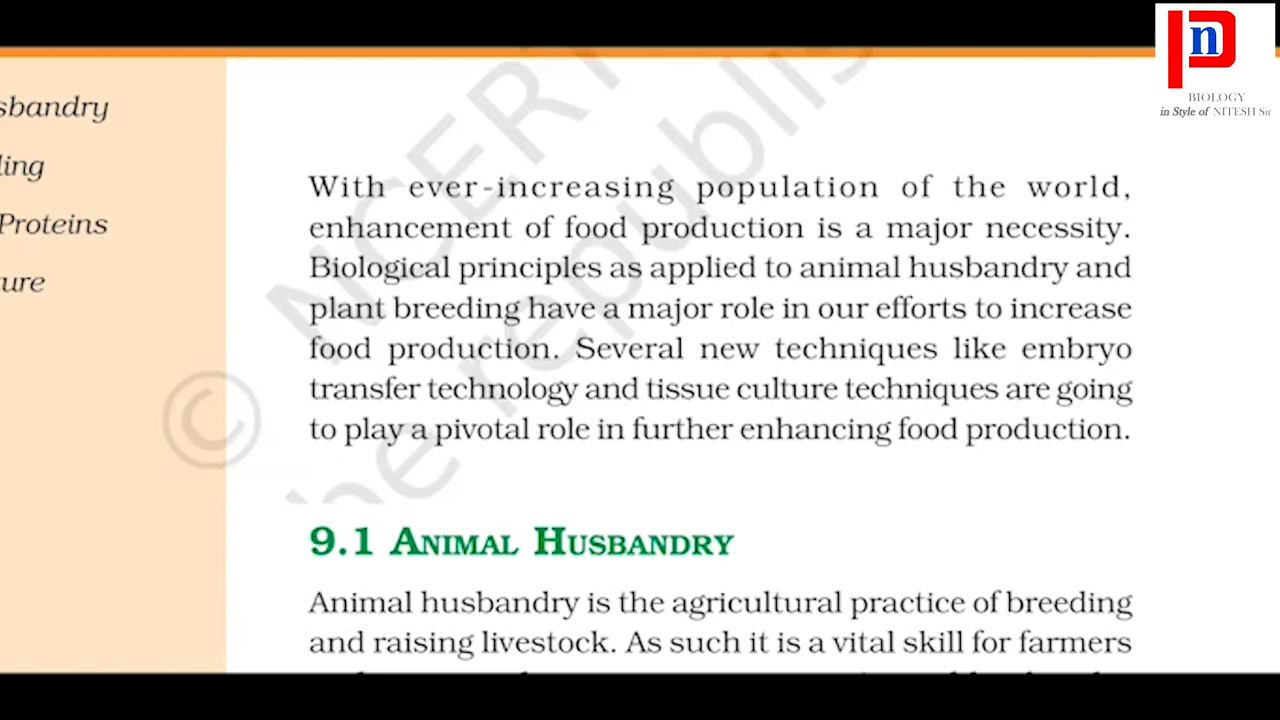 n
BIOLOGY
in Style of NITESH Sir
sbandry
ling
Proteins
ure
© NCERT
be republis
With ever-increasing population of the world,
enhancement of food production is a major necessity.
Biological principles as applied to animal husbandry and
plant breeding have a major role in our efforts to increase
food production. Several new techniques like embryo
transfer technology and tissue culture techniques are going
to play a pivotal role in further enhancing food production.
9.1 ANIMAL HUSBANDRY
Animal husbandry is the agricultural practice of breeding
and raising livestock. As such it is a vital skill for farmers